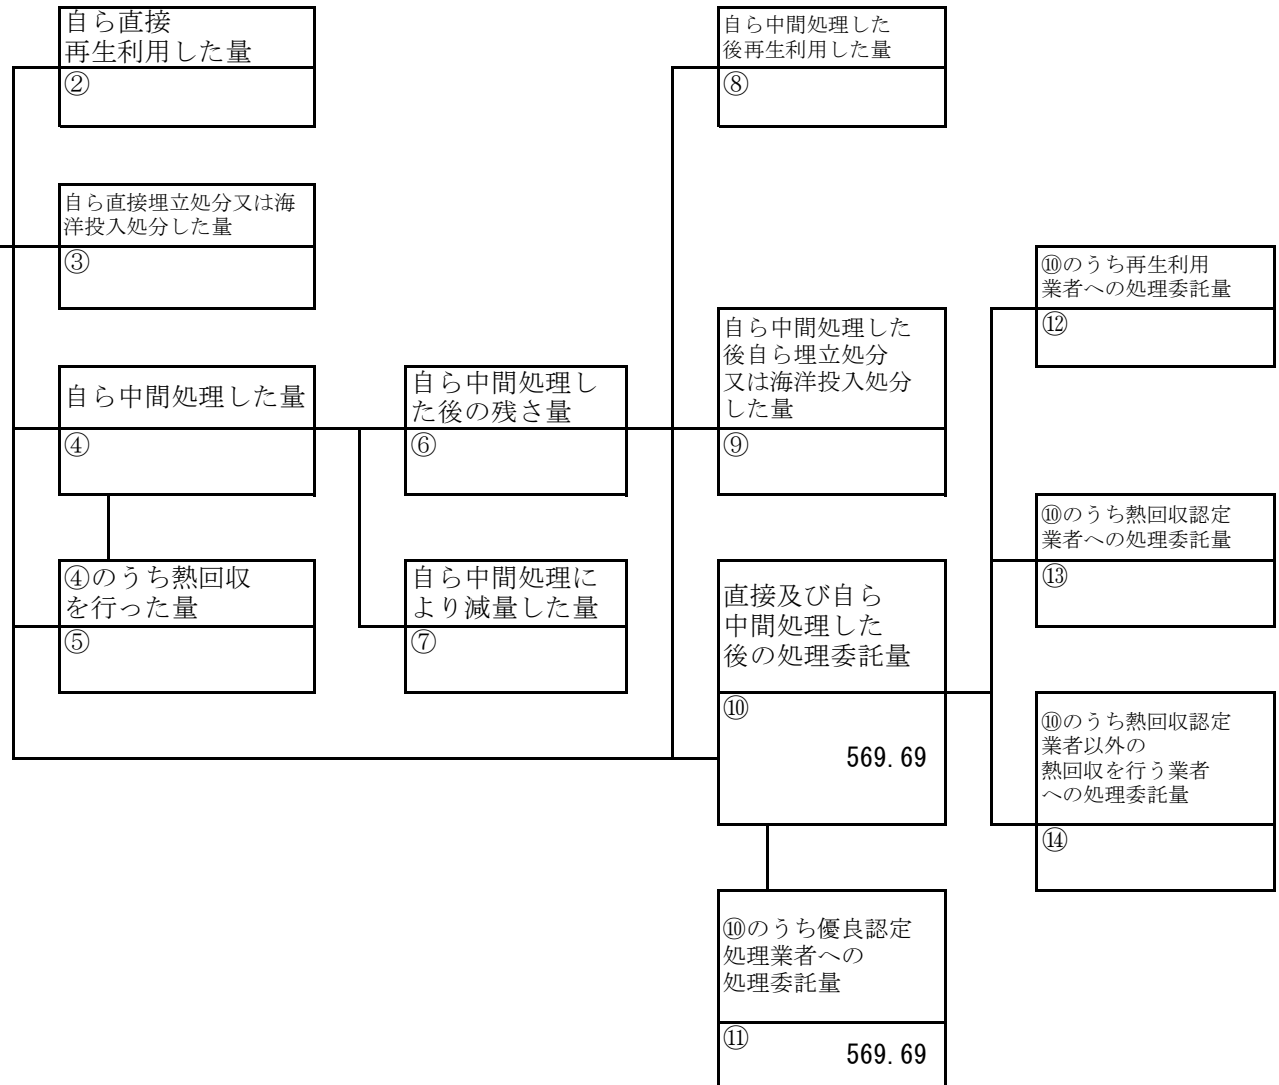 自ら直接
再生利用した量
②
自ら中間処理した
後再生利用した量
⑧
自ら直接埋立処分又は海
洋投入処分した量
③
⑩のうち再生利用
業者への処理委託量
⑫
自ら中間処理した
後自ら埋立処分
又は海洋投入処分
した量
⑨
自ら中間処理した量
④
自ら中間処理し
た後の残さ量
⑥
⑩のうち熱回収認定
業者への処理委託量
⑬
④のうち熱回収
を行った量
⑤
自ら中間処理に
より減量した量
⑦
直接及び自ら
中間処理した
後の処理委託量
⑩
569.69
⑩のうち熱回収認定
業者以外の
熱回収を行う業者
への処理委託量
⑭
⑩のうち優良認定
処理業者への
処理委託量
⑪
569.69